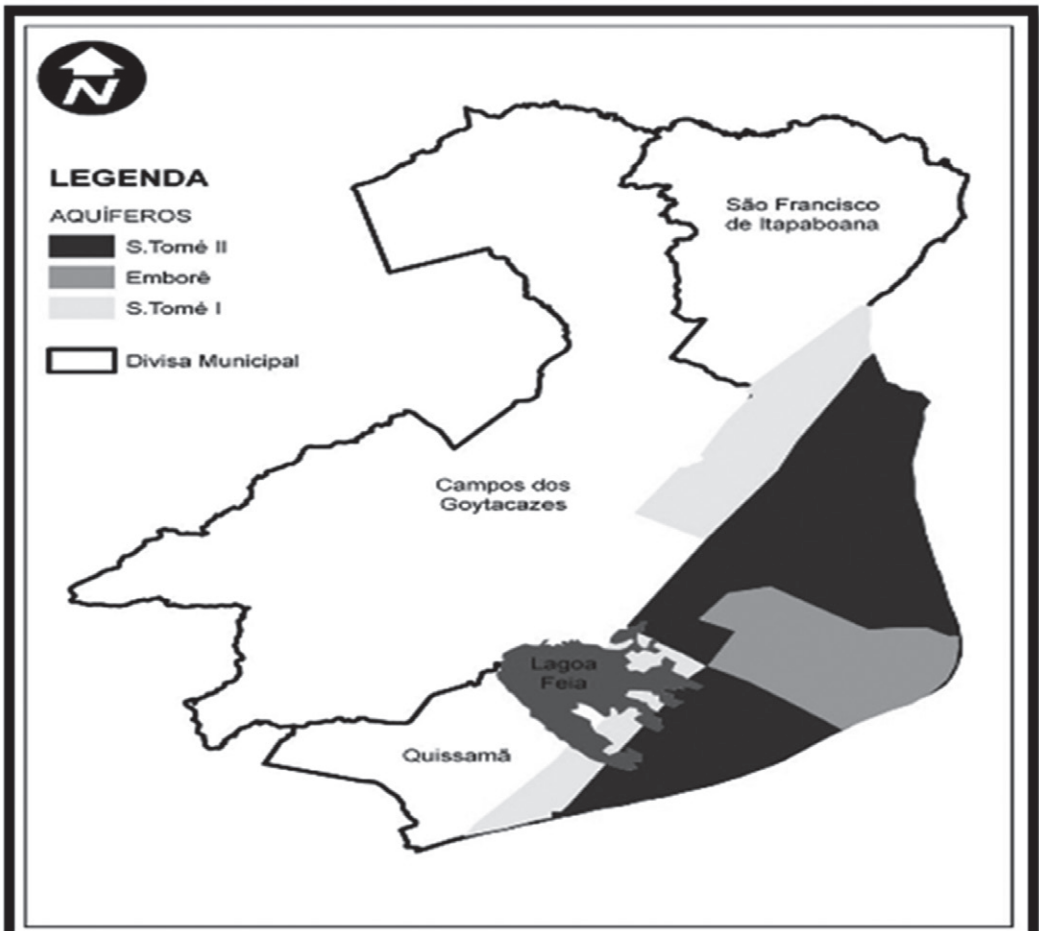 N
LEGENDA
AQUÍFEROS
S.Tomé II
Emborê
S.Tomé I
Divisa Municipal
São Francisco
de Itapaboana
Campos dos
Goytacazes
Lagoa
Feia
Quissamã